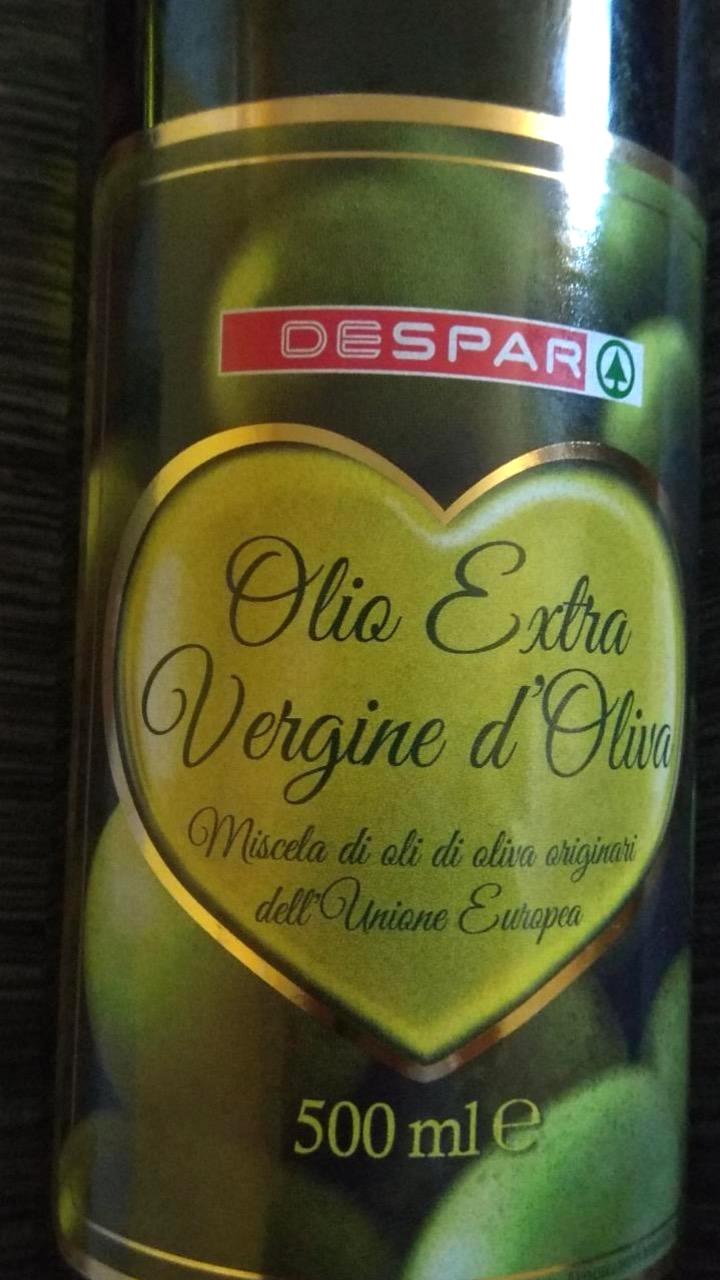 DESPAR
Olio Extra
Vergine d'Oliva
Miscela di oli di oliva originari
dell'Unione Europea
500 ml e